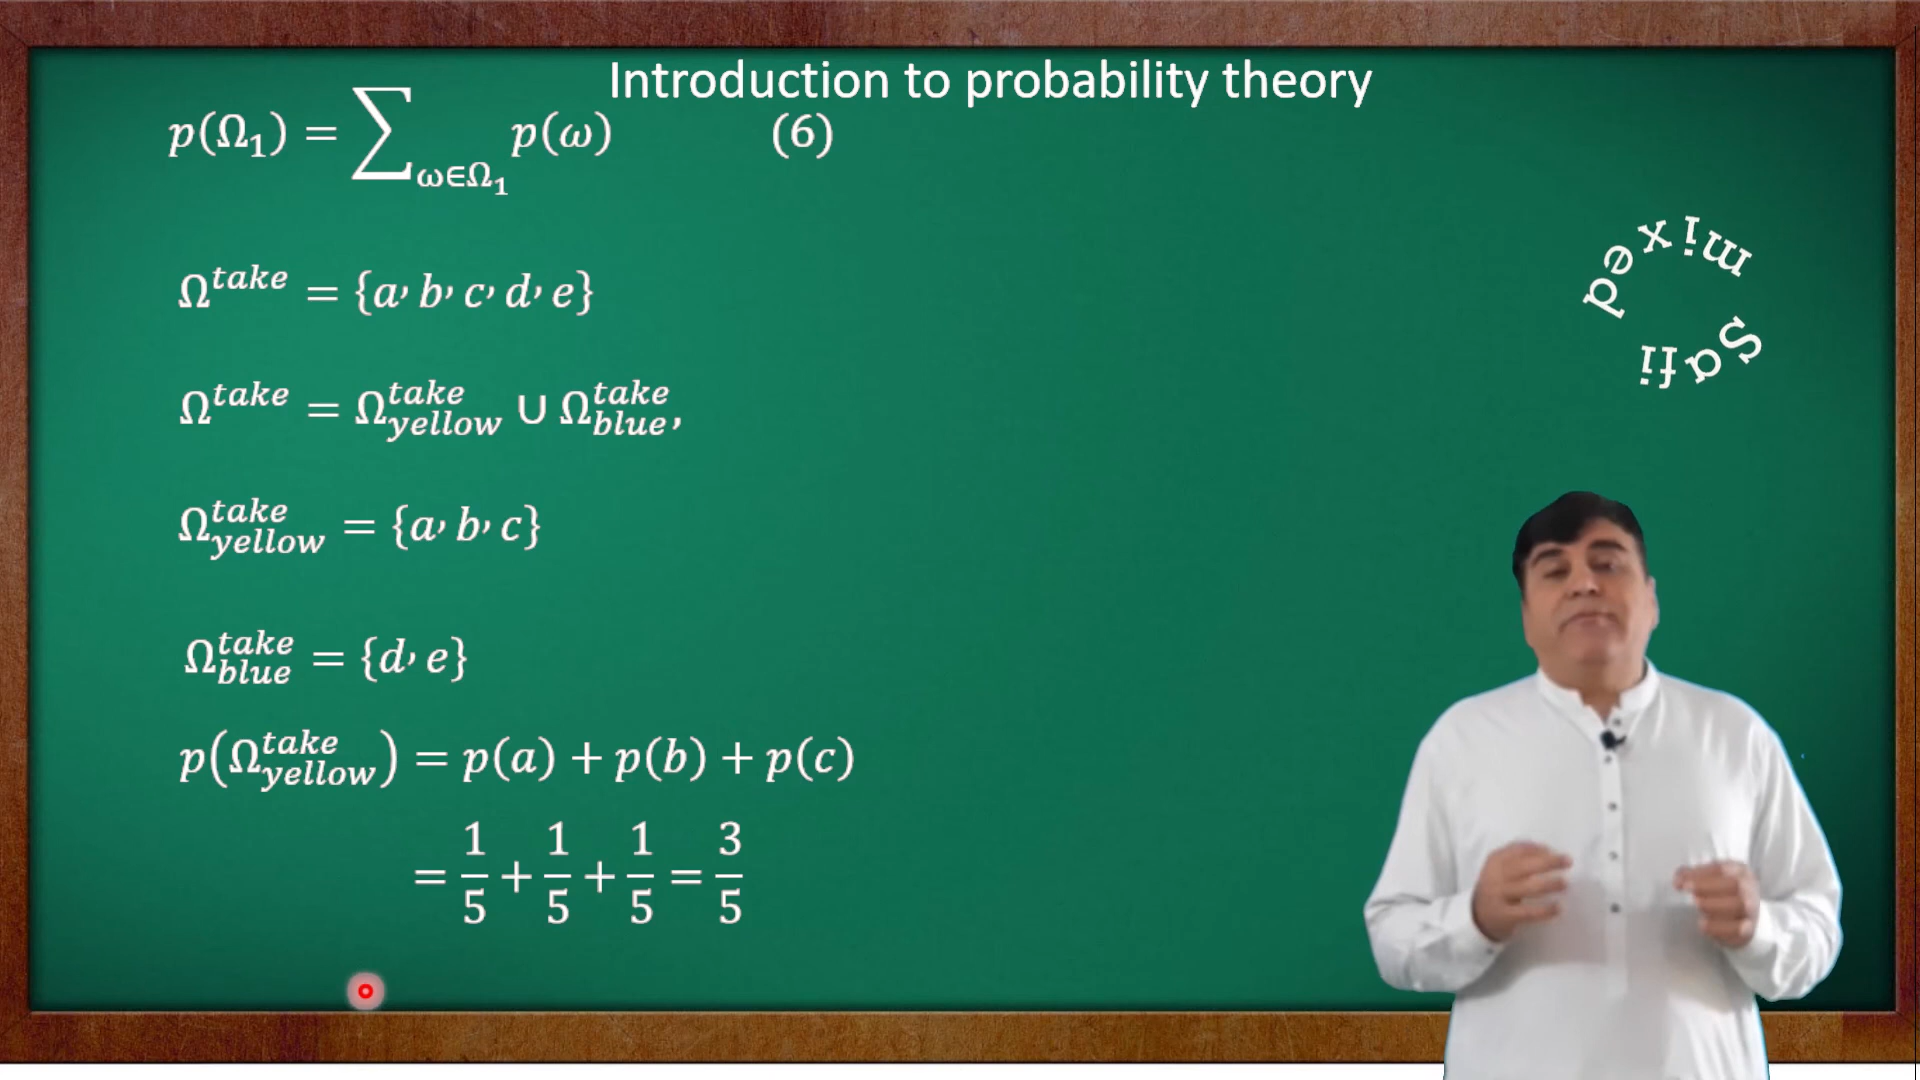 Introduction to probability theory
p(Ω₁) = ∑_{ω∈Ω₁} p(ω) (6)
Ω^{take} = {a, b, c, d, e}
Ω^{take} = Ω^{take}_{yellow} ∪ Ω^{take}_{blue},
Ω^{take}_{yellow} = {a, b, c}
Ω^{take}_{blue} = {d, e}
p(Ω^{take}_{yellow}) = p(a) + p(b) + p(c)
= 1/5 + 1/5 + 1/5 = 3/5
Safi
mixed